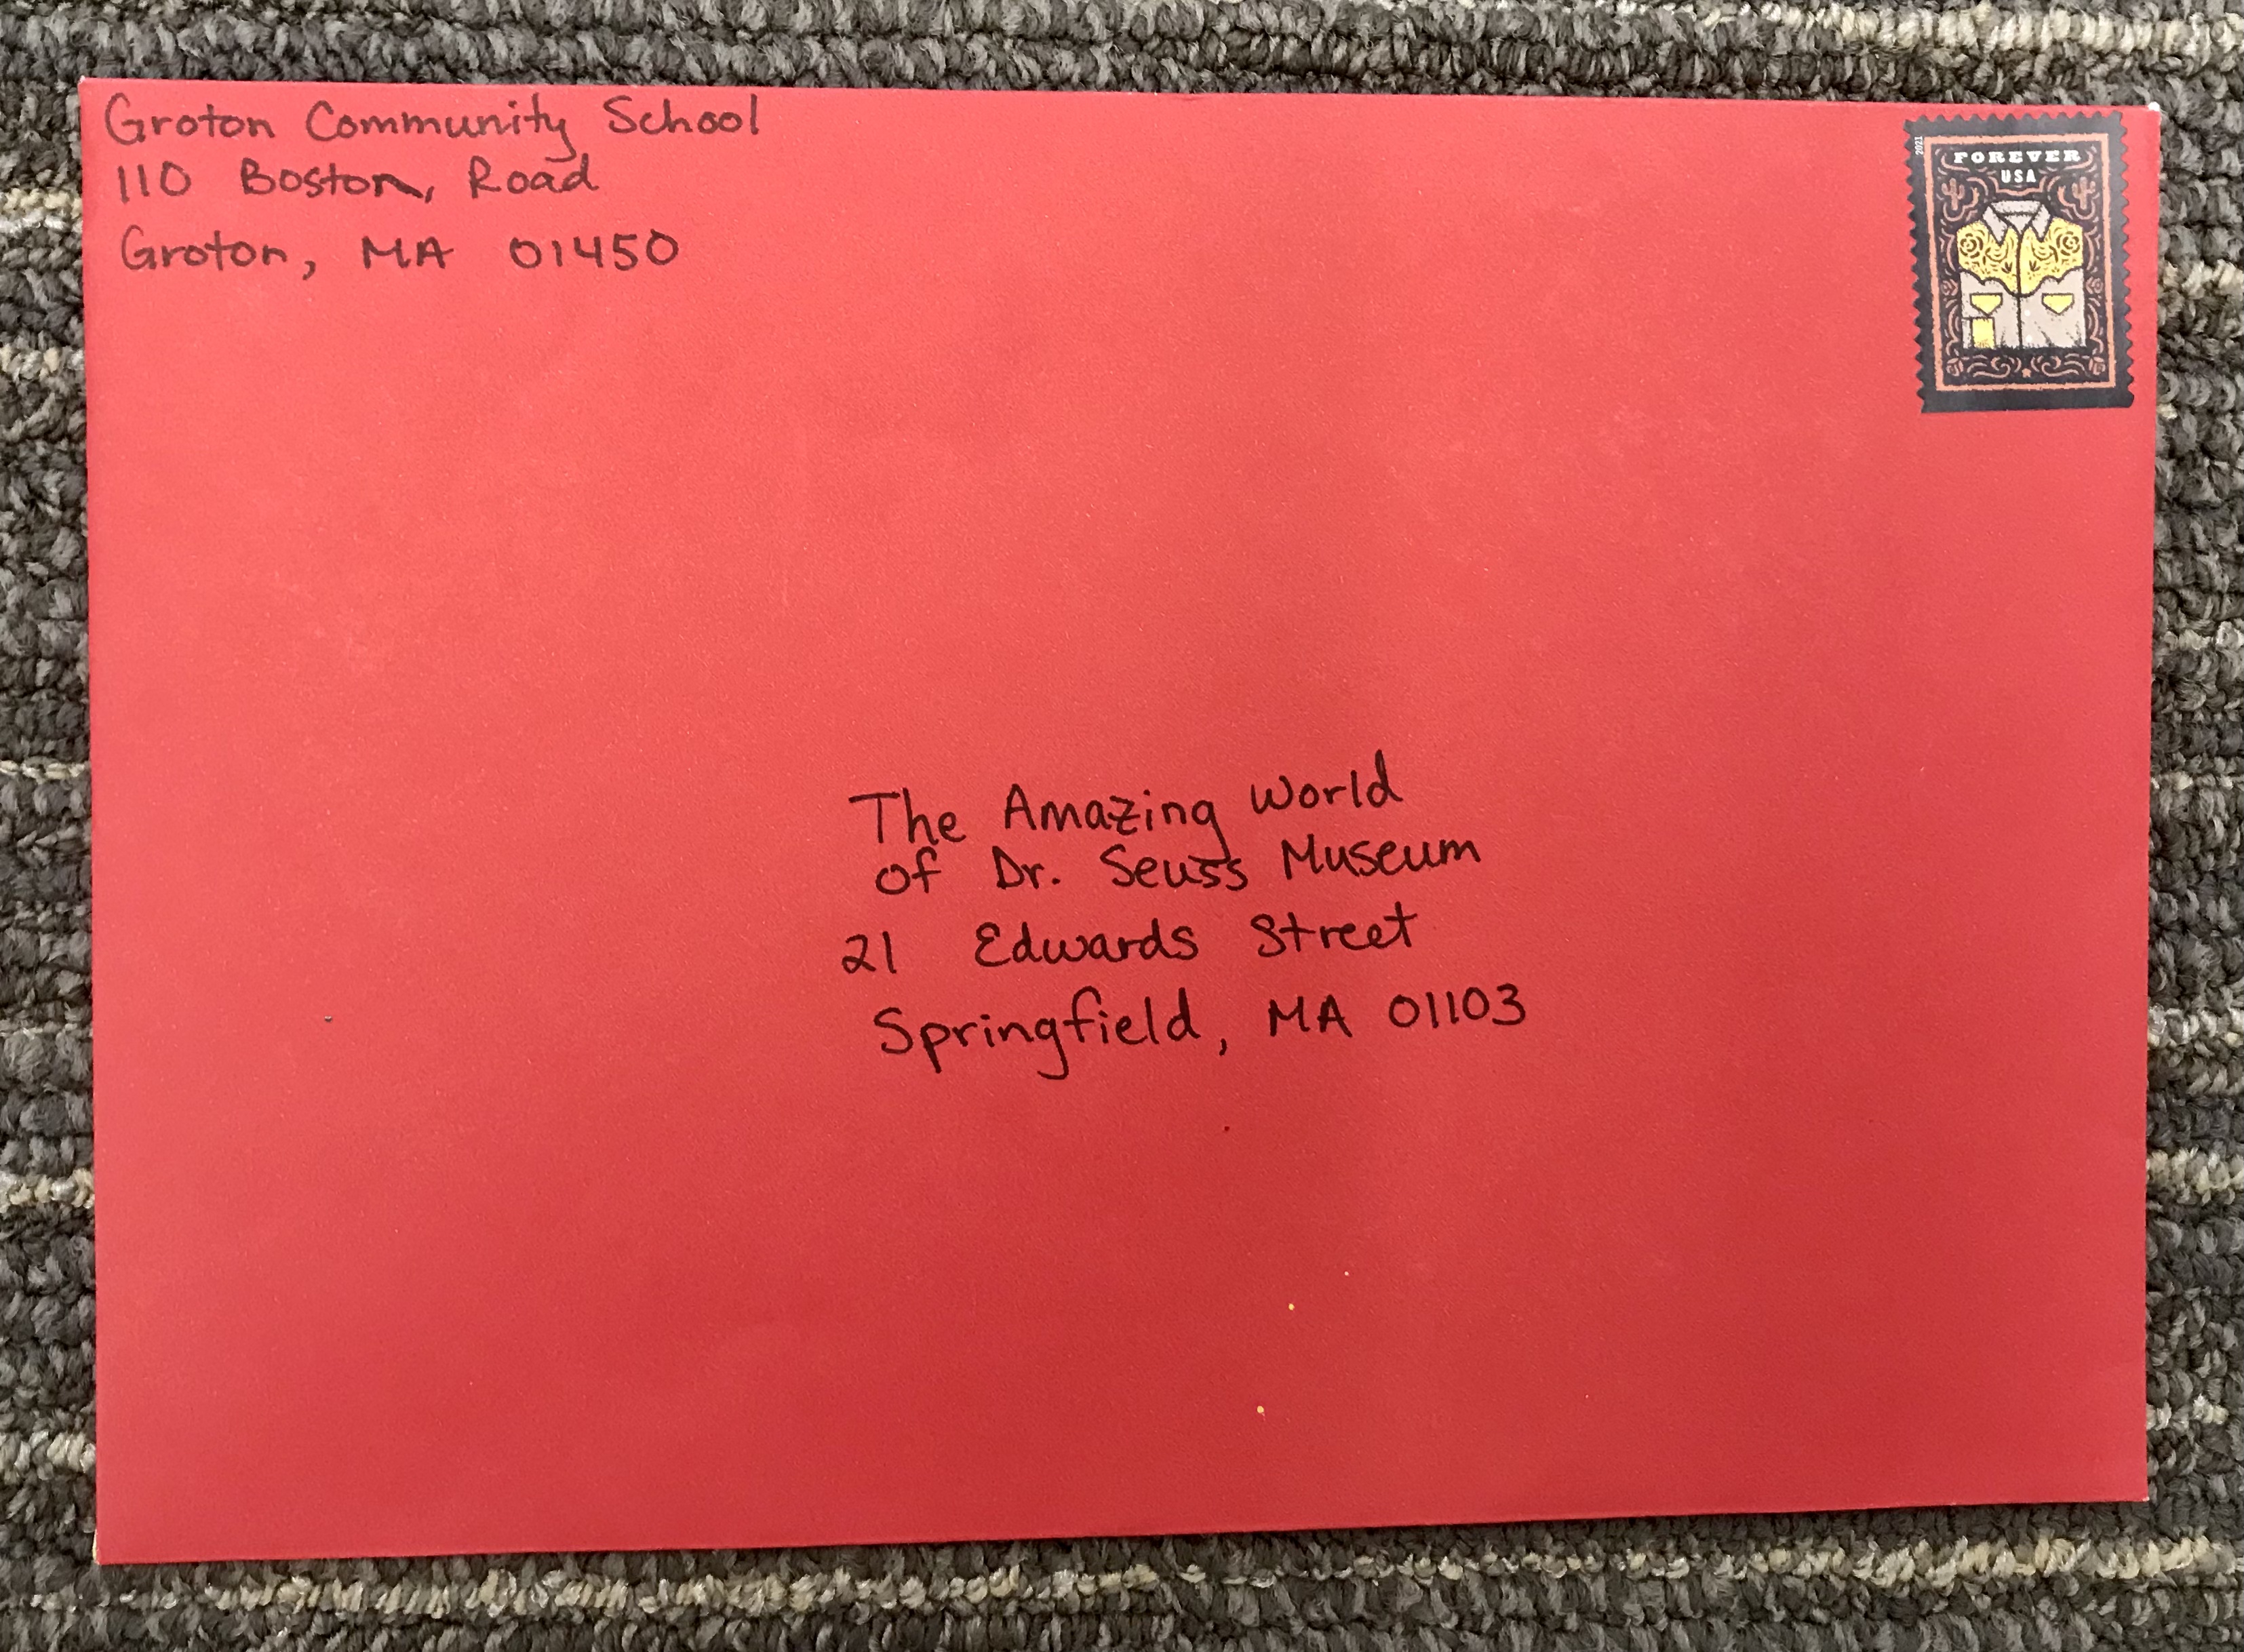 Groton Community School
110 Boston, Road
Groton, MA 01450
2021
FOREVER
USA
The Amazing World
of Dr. Seuss Museum
21 Edwards Street
Springfield, MA 01103